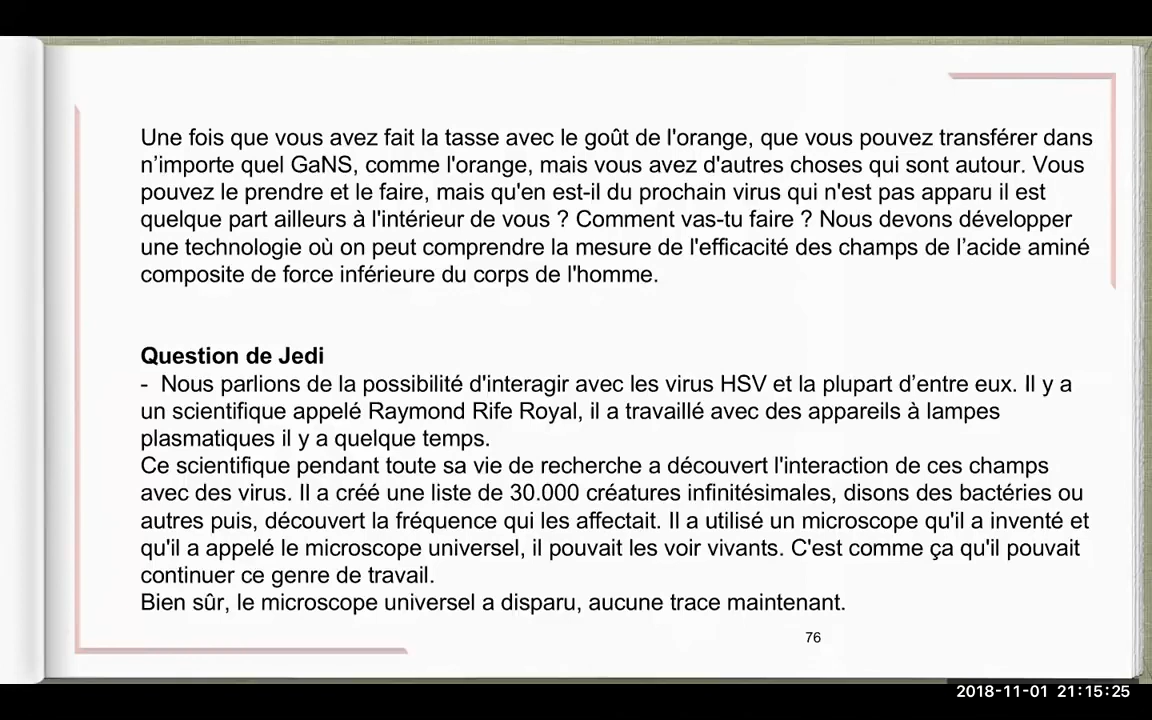 Une fois que vous avez fait la tasse avec le goût de l'orange, que vous pouvez transférer dans
n’importe quel GaNS, comme l'orange, mais vous avez d'autres choses qui sont autour. Vous
pouvez le prendre et le faire, mais qu'en est-il du prochain virus qui n'est pas apparu il est
quelque part ailleurs à l'intérieur de vous ? Comment vas-tu faire ? Nous devons développer
une technologie où on peut comprendre la mesure de l'efficacité des champs de l’acide aminé
composite de force inférieure du corps de l'homme.
Question de Jedi
- Nous parlions de la possibilité d'interagir avec les virus HSV et la plupart d’entre eux. Il y a
un scientifique appelé Raymond Rife Royal, il a travaillé avec des appareils à lampes
plasmatiques il y a quelque temps.
Ce scientifique pendant toute sa vie de recherche a découvert l'interaction de ces champs
avec des virus. Il a créé une liste de 30.000 créatures infinitésimales, disons des bactéries ou
autres puis, découvert la fréquence qui les affectait. Il a utilisé un microscope qu'il a inventé et
qu'il a appelé le microscope universel, il pouvait les voir vivants. C'est comme ça qu'il pouvait
continuer ce genre de travail.
Bien sûr, le microscope universel a disparu, aucune trace maintenant.
76
2018-11-01 21:15:25